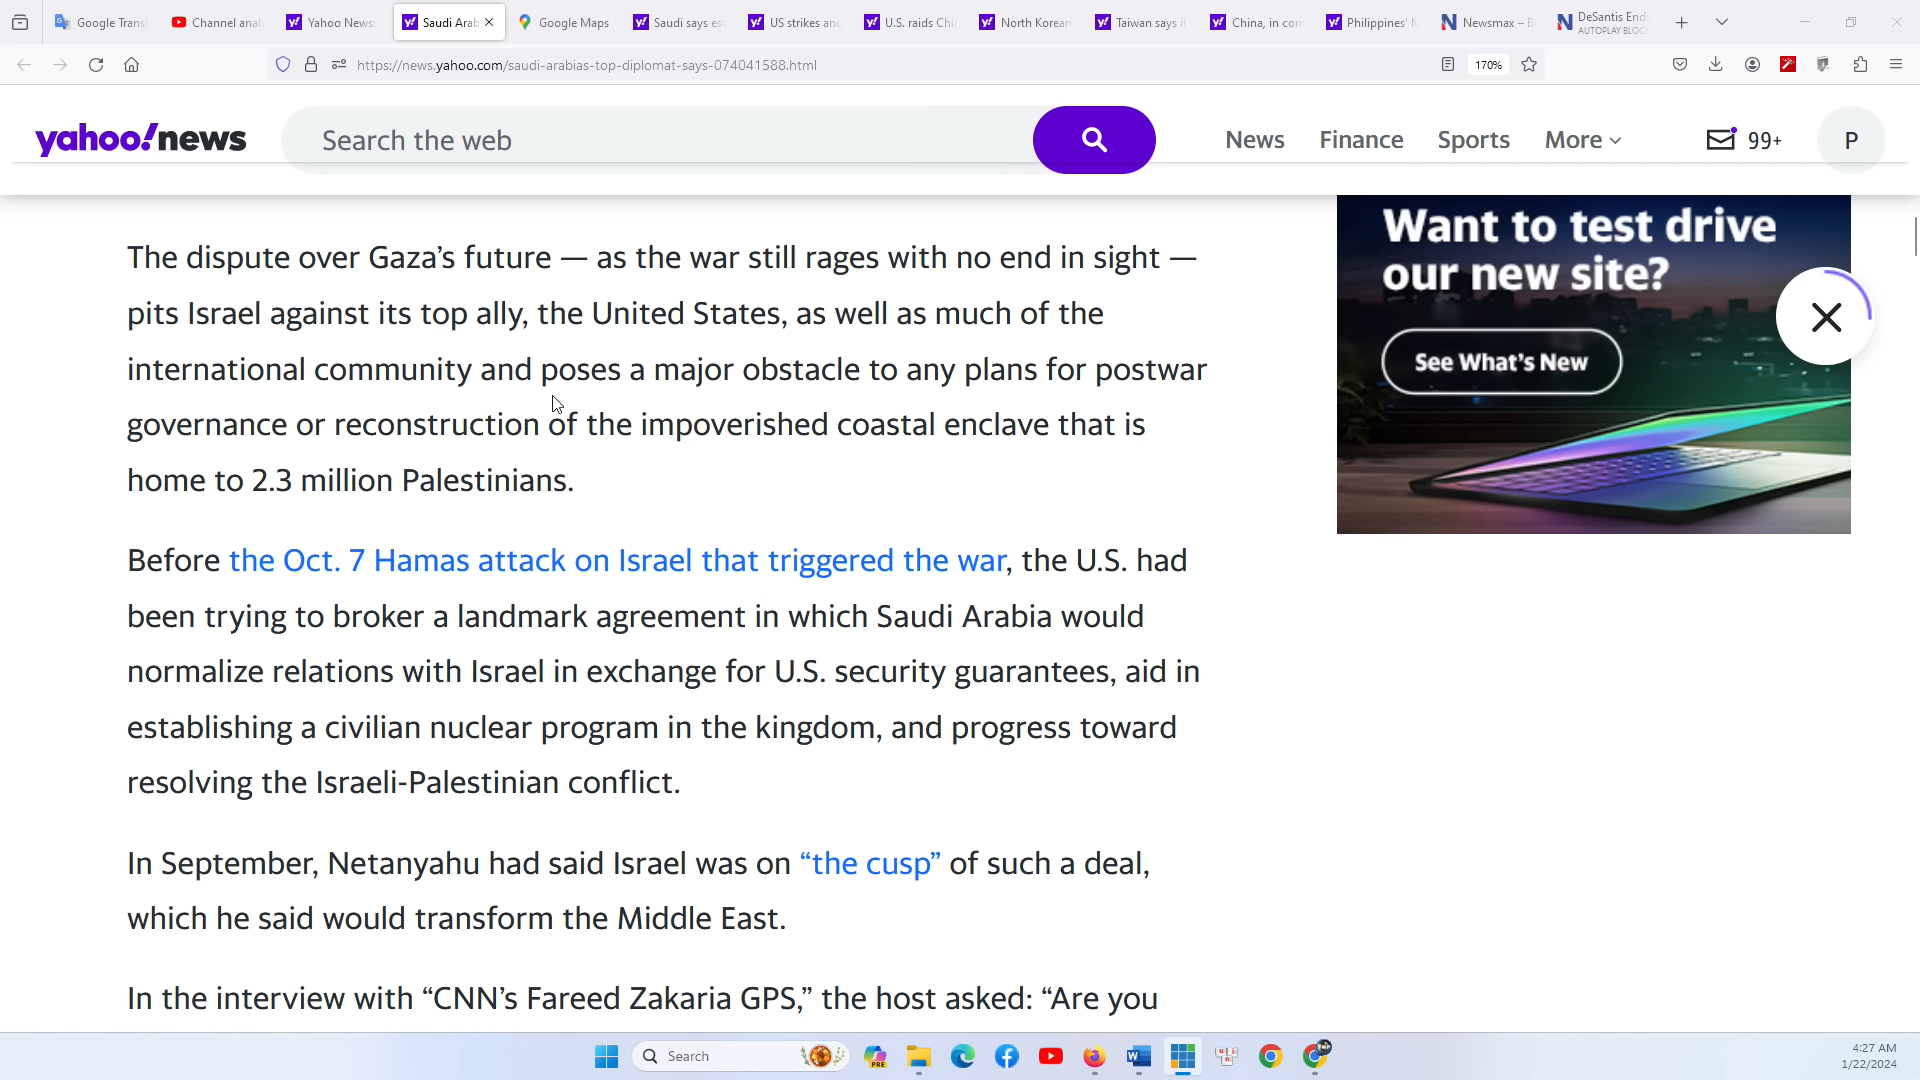 Google Trans
Channel anal
Yahoo News
Saudi Arab
Google Maps
Saudi says es
US strikes an
U.S. raids Ch
North Korean
Taiwan says it
China, in con
Philippines'
Newsmax – B
DeSantis Ends
AUTOPLAY BLOC
https://news.yahoo.com/saudi-arabias-top-diplomat-says-074041588.html
170%
yahoo!news
Search the web
News Finance Sports More
99+
P
The dispute over Gaza’s future — as the war still rages with no end in sight —
pits Israel against its top ally, the United States, as well as much of the
international community and poses a major obstacle to any plans for postwar
governance or reconstruction of the impoverished coastal enclave that is
home to 2.3 million Palestinians.
Before the Oct. 7 Hamas attack on Israel that triggered the war, the U.S. had
been trying to broker a landmark agreement in which Saudi Arabia would
normalize relations with Israel in exchange for U.S. security guarantees, aid in
establishing a civilian nuclear program in the kingdom, and progress toward
resolving the Israeli-Palestinian conflict.
In September, Netanyahu had said Israel was on “the cusp” of such a deal,
which he said would transform the Middle East.
In the interview with “CNN’s Fareed Zakaria GPS,” the host asked: “Are you
Want to test drive
our new site?
See What’s New
Search
4:27 AM
1/22/2024